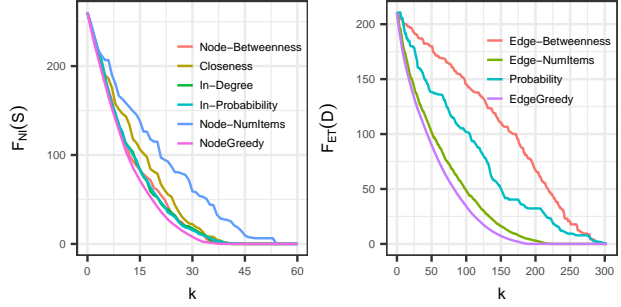 F_NI(S)
200
100
0
0
15
30
45
60
k
Node−Betweenness
Closeness
In−Degree
In−Probability
Node−NumItems
NodeGreedy
F_ET(D)
200
150
100
50
0
0
50
100
150
200
250
300
k
Edge−Betweenness
Edge−NumItems
Probability
EdgeGreedy